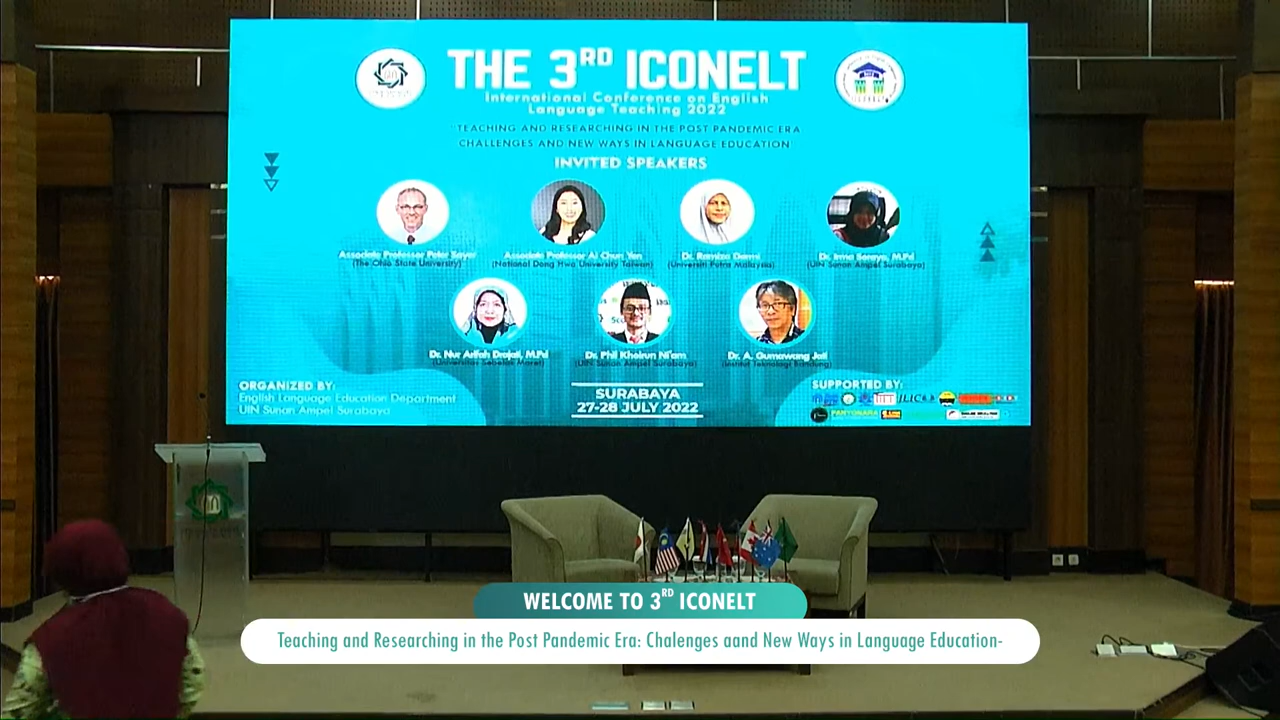 THE 3RD ICONELT
International Conference on English
Language Teaching 2022
"TEACHING AND RESEARCHING IN THE POST PANDEMIC ERA
CHALLENGES AND NEW WAYS IN LANGUAGE EDUCATION
INVITED SPEAKERS
Associate Professor Peter Sayer
(The Ohio State University)
Associate Professor Ai Chun Yen
(National Dong Hwa University Taiwan)
Dr. Ramiza Darmi
(Universiti Putra Malaysia)
Dr. Irma Soraya, M.Pd
(UIN Sunan Ampel Surabaya)
Dr. Nur Arifah Drajati, M.Pd
(Universitas Sebelas Maret)
Dr. Phil Khoirun Ni'am
(UIN Sunan Ampel Surabaya)
Dr. A. Gumawang Jati
(Institut Teknologi Bandung)
ORGANIZED BY:
English Language Education Department
UIN Sunan Ampel Surabaya
SURABAYA
27-28 JULY 2022
SUPPORTED BY:
JLIC
WELCOME TO 3RD ICONELT
Teaching and Researching in the Post Pandemic Era: Chalenges aand New Ways in Language Education-